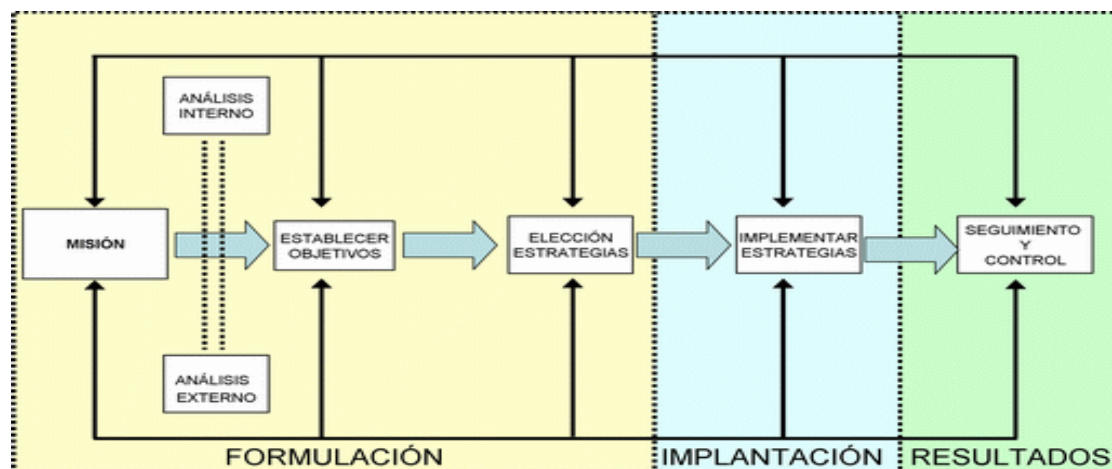 ANÁLISIS
INTERNO
MISIÓN
ESTABLECER
OBJETIVOS
ELECCIÓN
ESTRATEGIAS
IMPLEMENTAR
ESTRATEGIAS
SEGUIMIENTO
Y
CONTROL
ANÁLISIS
EXTERNO
FORMULACIÓN
IMPLANTACIÓN
RESULTADOS